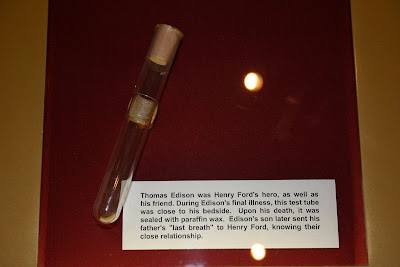 Thomas Edison was Henry Ford's hero, as well as
his friend. During Edison's final illness, this test tube
was close to his bedside. Upon his death, it was
sealed with paraffin wax. Edison's son later sent his
father's "last breath" to Henry Ford, knowing their
close relationship.